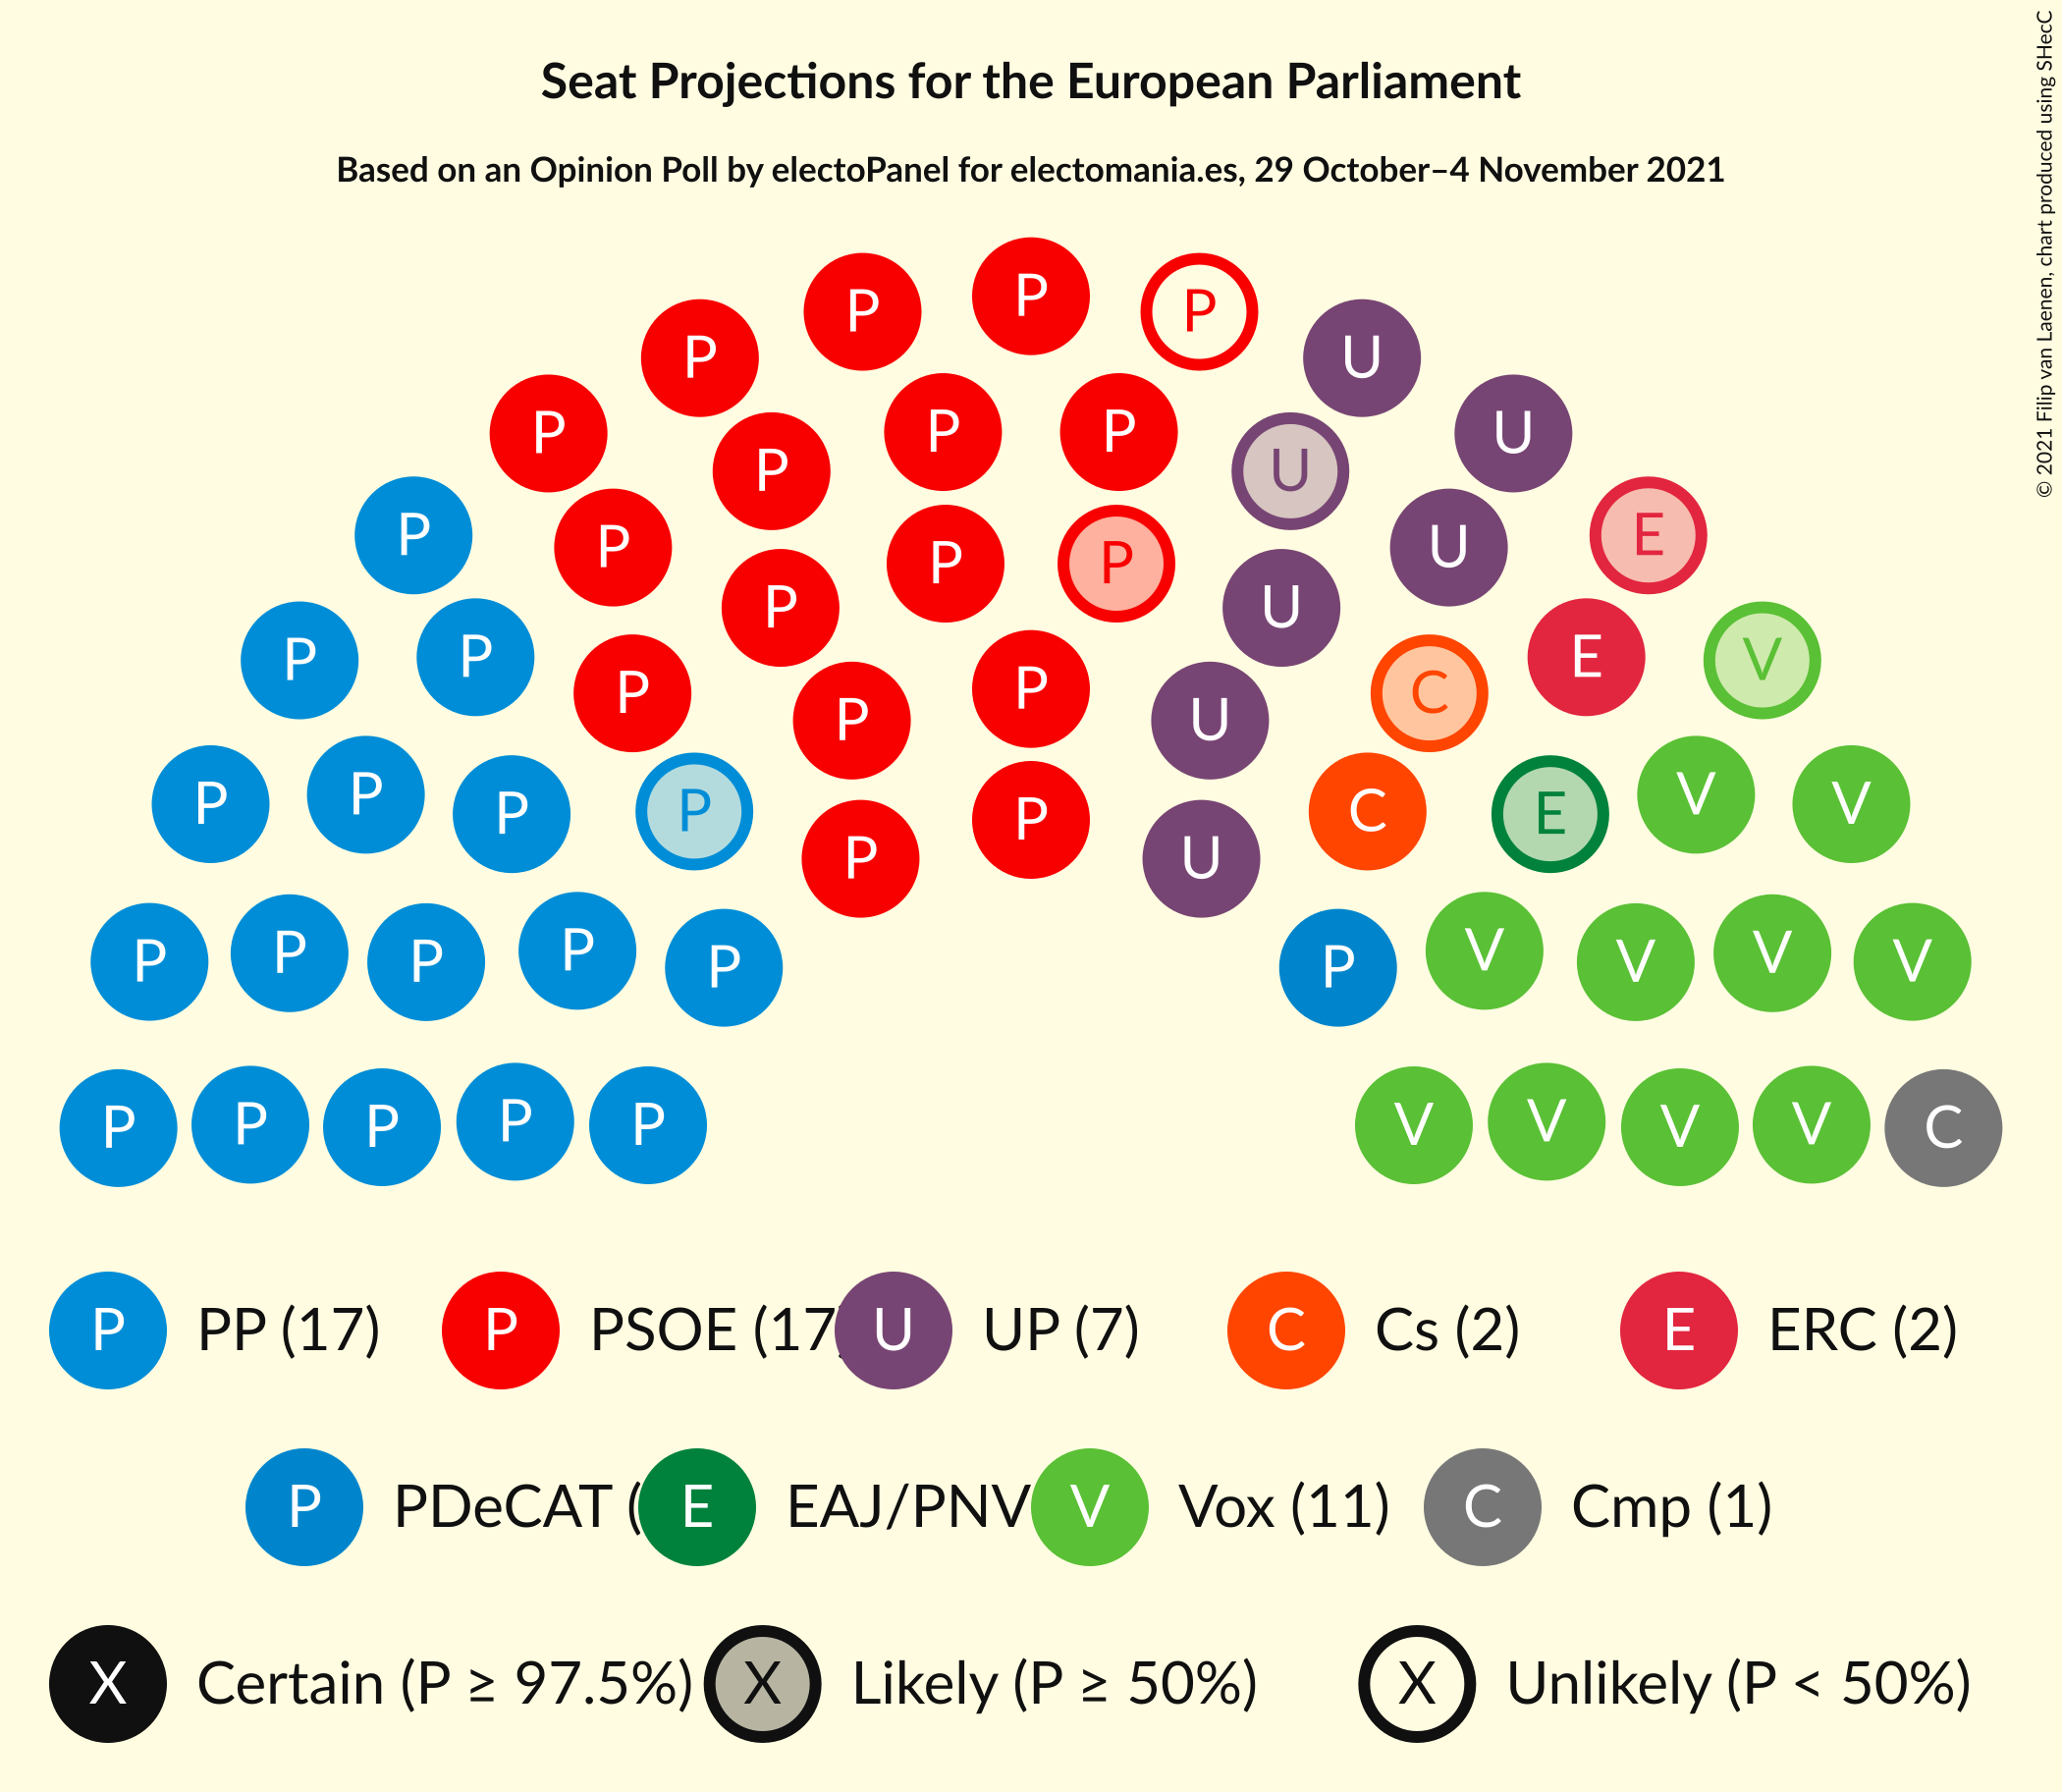 Seat Projections for the European Parliament
Based on an Opinion Poll by electoPanel for electomania.es, 29 October–4 November 2021
© 2021 Filip van Laenen, chart produced using SHecC
P P P
P P P U
P P P U U
P P U P E
P P P U E
P P P U V
P P P C
P P P U V V
P P P C E
P P U
P P P P P P V V V V
P P P P P V V V V C
P PP (17) P PSOE (17 U UP (7) C Cs (2) E ERC (2)
P PDeCAT ( E EAJ/PNV V Vox (11) C Cmp (1)
X Certain (P ≥ 97.5%) X Likely (P ≥ 50%) X Unlikely (P < 50%)